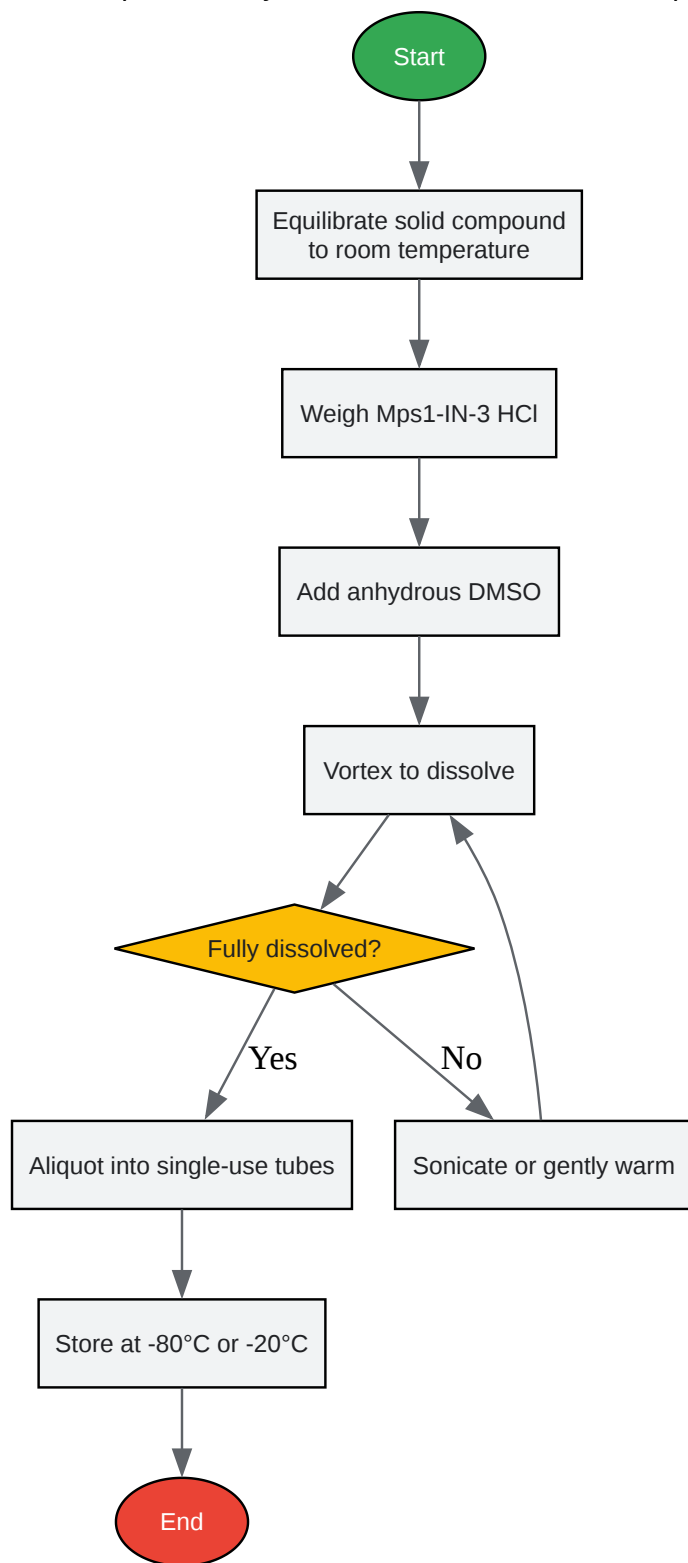 Start
Equilibrate solid compound
to room temperature
Weigh Mps1-IN-3 HCl
Add anhydrous DMSO
Vortex to dissolve
Fully dissolved?
Yes
No
Aliquot into single-use tubes
Sonicate or gently warm
Store at -80°C or -20°C
End